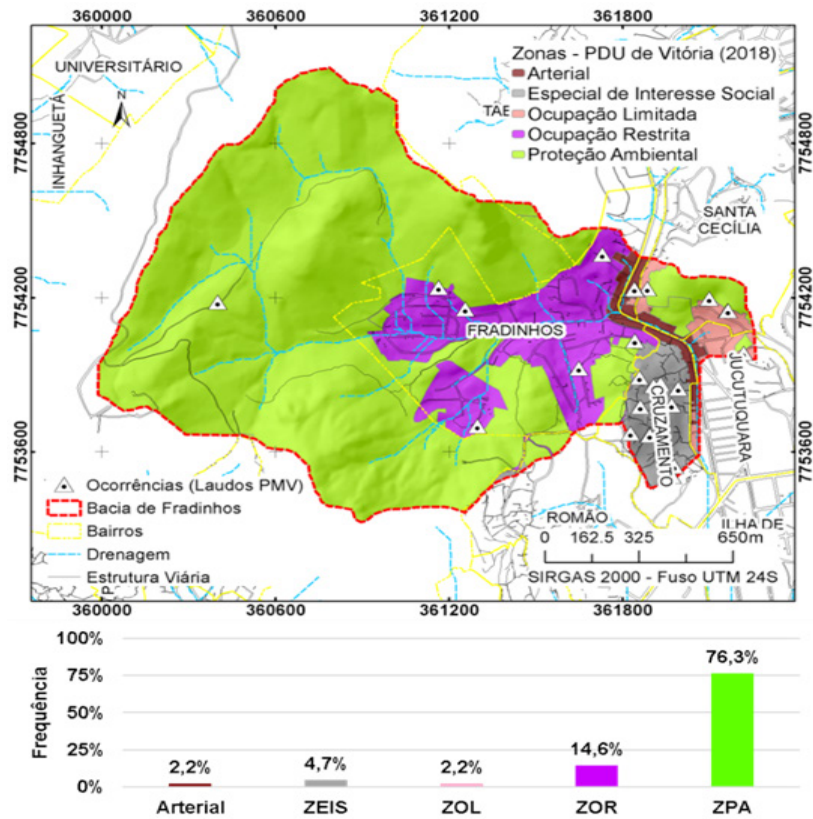 360000 360600 361200 361800
UNIVERSITÁRIO
N
INHANGUETÁ
Zonas - PDU de Vitória (2018)
Arterial
Especial de Interesse Social
Ocupação Limitada
Ocupação Restrita
Proteção Ambiental
7754800 7754800
SANTA
CECÍLIA
7754200 7754200
FRADINHOS
JUCUTUQUARA
CRUZAMENTO
7753600 7753600
Ocorrências (Laudos PMV)
Bacia de Fradinhos
Bairros
Drenagem
Estrutura Viária
ROMÃO
ILHA DE
0 162.5 325 650m
SIRGAS 2000 - Fuso UTM 24S
360000 360600 361200 361800
Frequência
100%
75%
50%
25%
0%
2,2% 4,7% 2,2% 14,6% 76,3%
Arterial ZEIS ZOL ZOR ZPA